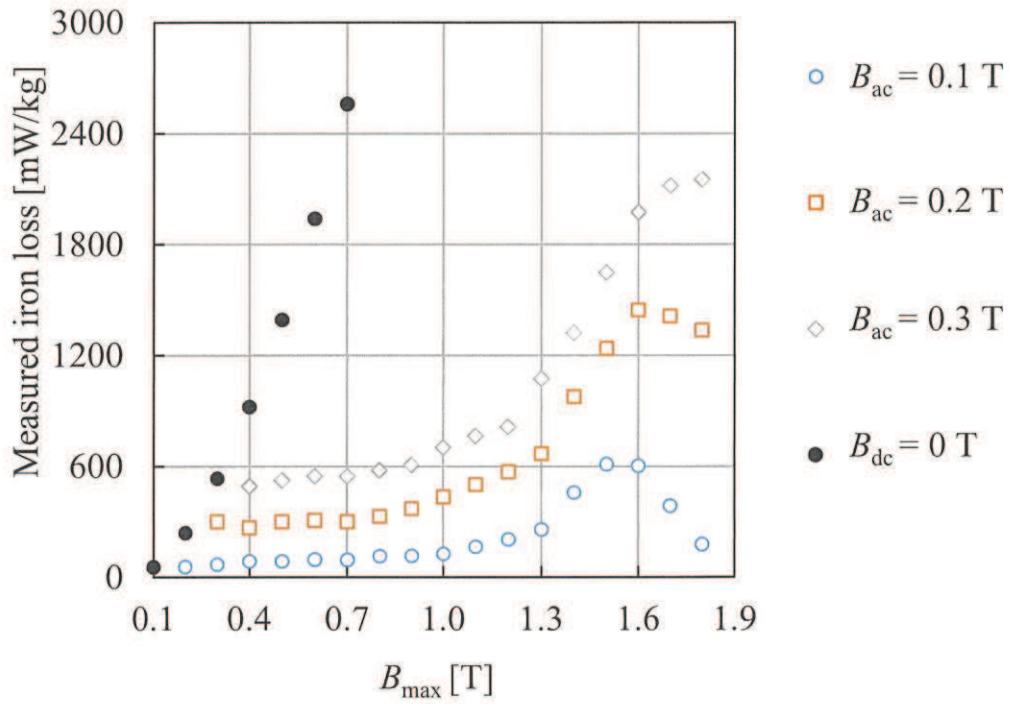 Measured iron loss [mW/kg]
3000
2400
1800
1200
600
0
0.1 0.4 0.7 1.0 1.3 1.6 1.9
Bmax [T]
Bac = 0.1 T
Bac = 0.2 T
Bac = 0.3 T
Bdc = 0 T